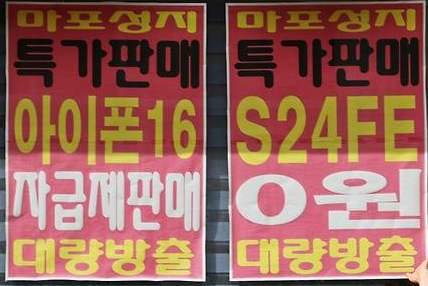 마포성지
특가판매
아이폰16
자급제판매
대량방출
마포성지
특가판매
S24FE
0원
대량방출